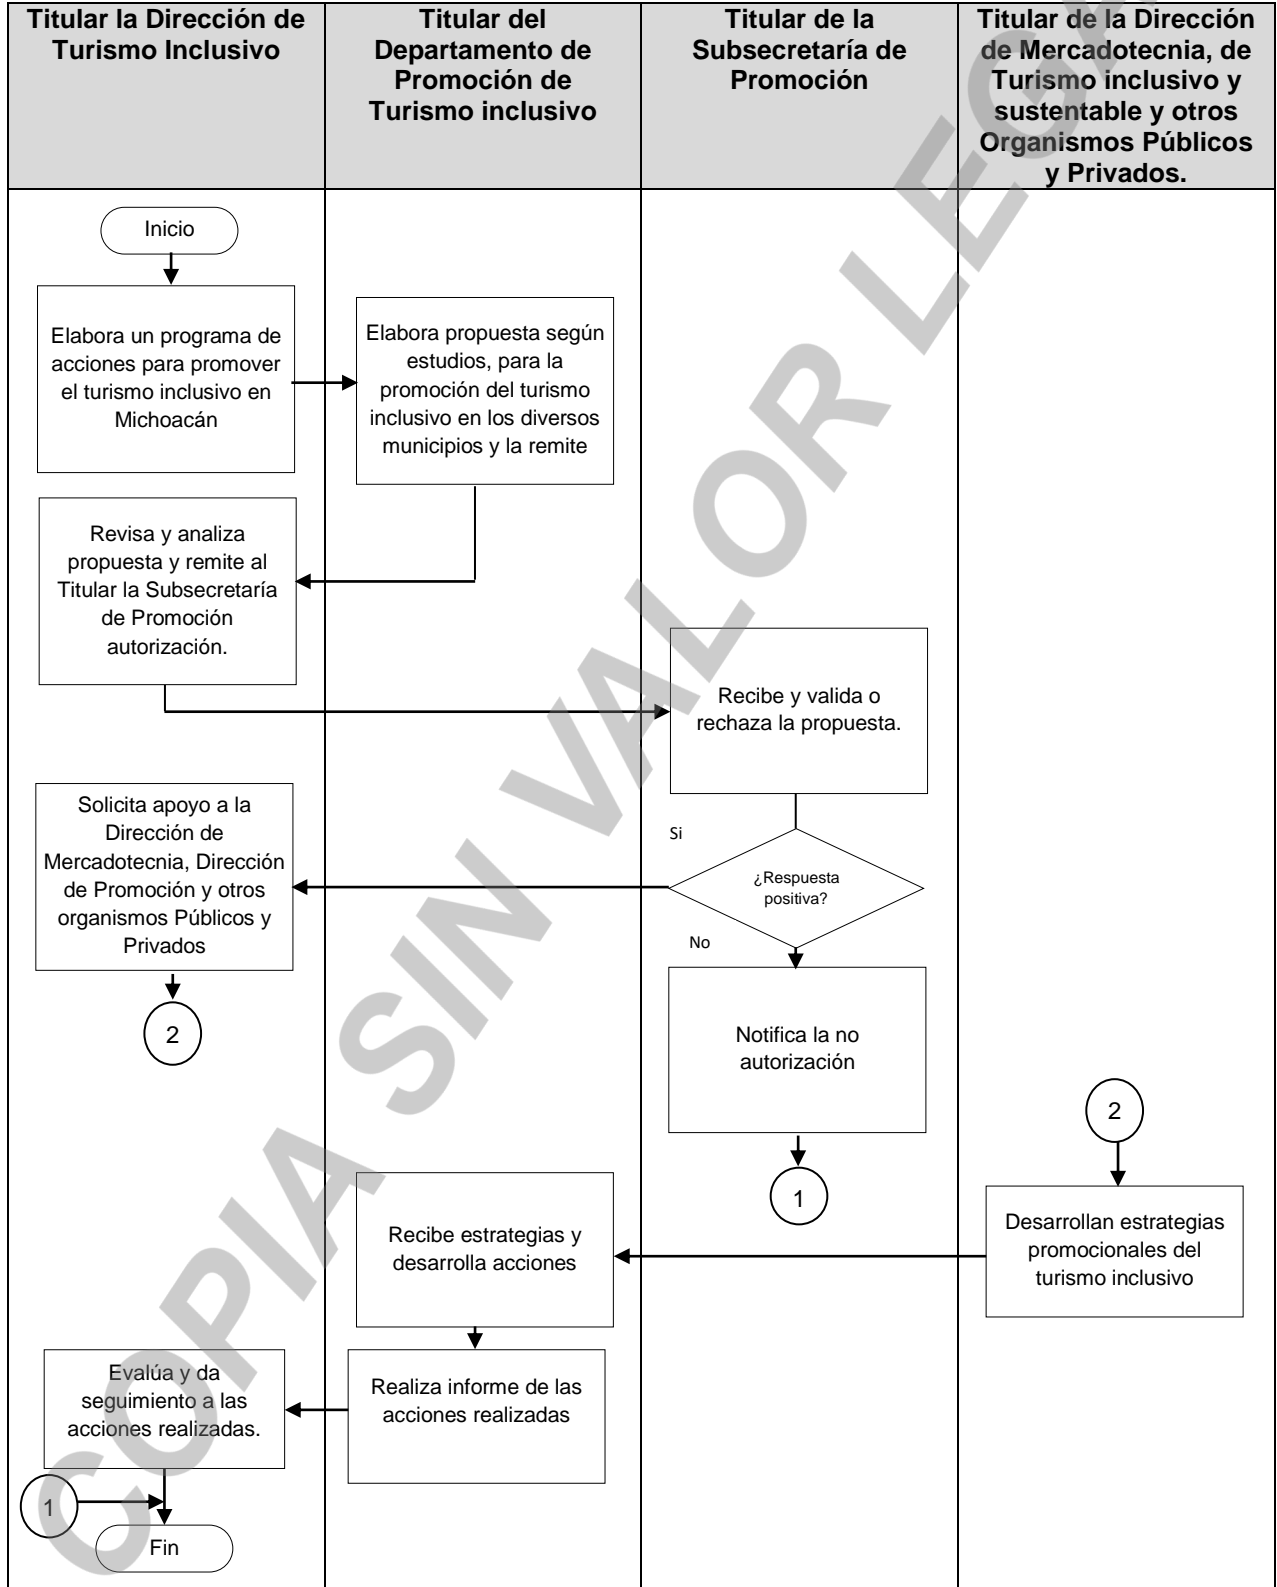 Titular la Dirección de
Turismo Inclusivo
Titular del
Departamento de
Promoción de
Turismo inclusivo
Titular de la
Subsecretaría de
Promoción
Titular de la Dirección
de Mercadotecnia, de
Turismo inclusivo y
sustentable y otros
Organismos Públicos
y Privados.
Inicio
Elabora un programa de
acciones para promover
el turismo inclusivo en
Michoacán
Elabora propuesta según
estudios, para la
promoción del turismo
inclusivo en los diversos
municipios y la remite
Revisa y analiza
propuesta y remite al
Titular la Subsecretaría
de Promoción
autorización.
Recibe y valida o
rechaza la propuesta.
Si
¿Respuesta
positiva?
No
Solicita apoyo a la
Dirección de
Mercadotecnia, Dirección
de Promoción y otros
organismos Públicos y
Privados
2
Notifica la no
autorización
1
2
Desarrollan estrategias
promocionales del
turismo inclusivo
Recibe estrategias y
desarrolla acciones
Realiza informe de las
acciones realizadas
Evalúa y da
seguimiento a las
acciones realizadas.
1
Fin
COPIA SIN VALOR LEGA